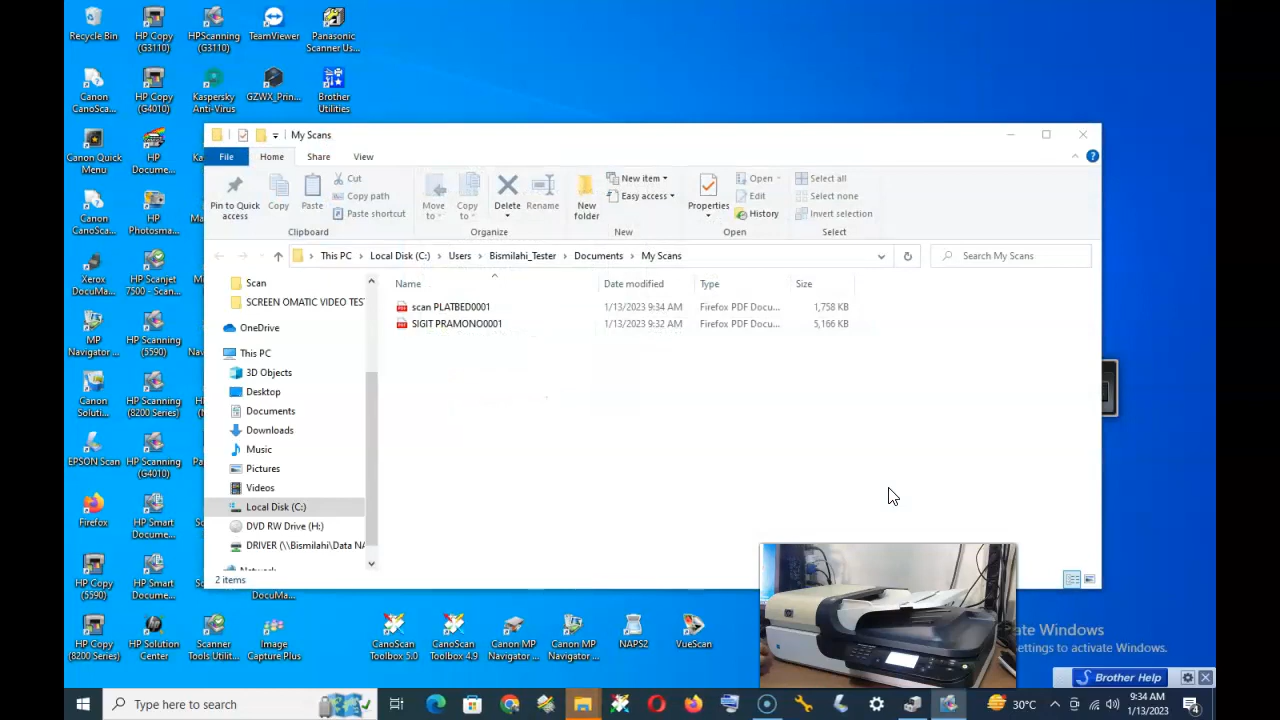 Recycle Bin
HP Copy
(G3110)
HPScanning
(G3110)
TeamViewer
Panasonic
Scanner Us...
Canon
CanoSca...
HP Copy
(G4010)
Kaspersky
Anti-Virus
GZWX_Prin...
Brother
Utilities
Canon Quick
Menu
HP
Docume...
Ka
Canon
CanoSca...
HP
Photosma...
Ma
Xerox
DocuMa...
HP Scanjet
7500 - Scan...
MP
Navigator ...
HP Scanning
(5590)
Nav
Canon
Soluti...
HP Scanning
(8200 Series)
EPSON Scan
HP Scanning
(G4010)
Pa
Firefox
HP Smart
Docume...
Sc
HP Copy
(5590)
HP Smart
Docume...
DocuMa...
HP Copy
(8200 Series)
HP Solution
Center
Scanner
Tools Utilit...
Image
Capture Plus
CanoScan
Toolbox 5.0
CanoScan
Toolbox 4.9
Canon MP
Navigator ...
Canon MP
Navigator ...
NAPS2
VueScan
My Scans
File Home Share View
Pin to Quick
access
Copy
Paste
Cut
Copy path
Paste shortcut
Clipboard
Move
to
Copy
to
Delete
Rename
Organize
New
folder
New item
Easy access
New
Properties
Open
Edit
History
Open
Select all
Select none
Invert selection
Select
This PC > Local Disk (C:) > Users > Bismilahi_Tester > Documents > My Scans
Search My Scans
Scan
SCREEN OMATIC VIDEO TES
OneDrive
This PC
3D Objects
Desktop
Documents
Downloads
Music
Pictures
Videos
Local Disk (C:)
DVD RW Drive (H:)
DRIVER (\\Bismilahi\Data NA
Network
Name Date modified Type Size
scan PLATBED0001 1/13/2023 9:34 AM Firefox PDF Docu... 1,758 KB
SIGIT PRAMONO0001 1/13/2023 9:32 AM Firefox PDF Docu... 5,166 KB
2 items
ate Windows
ettings to activate Windows.
Brother Help
Type here to search
30°C
9:34 AM
1/13/2023
4